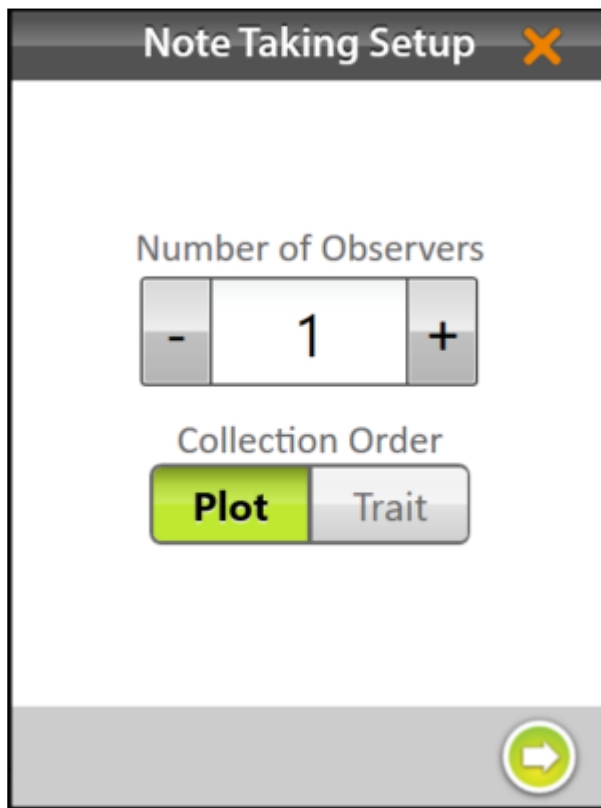 Note Taking Setup
Number of Observers
- 1 +
Collection Order
Plot Trait